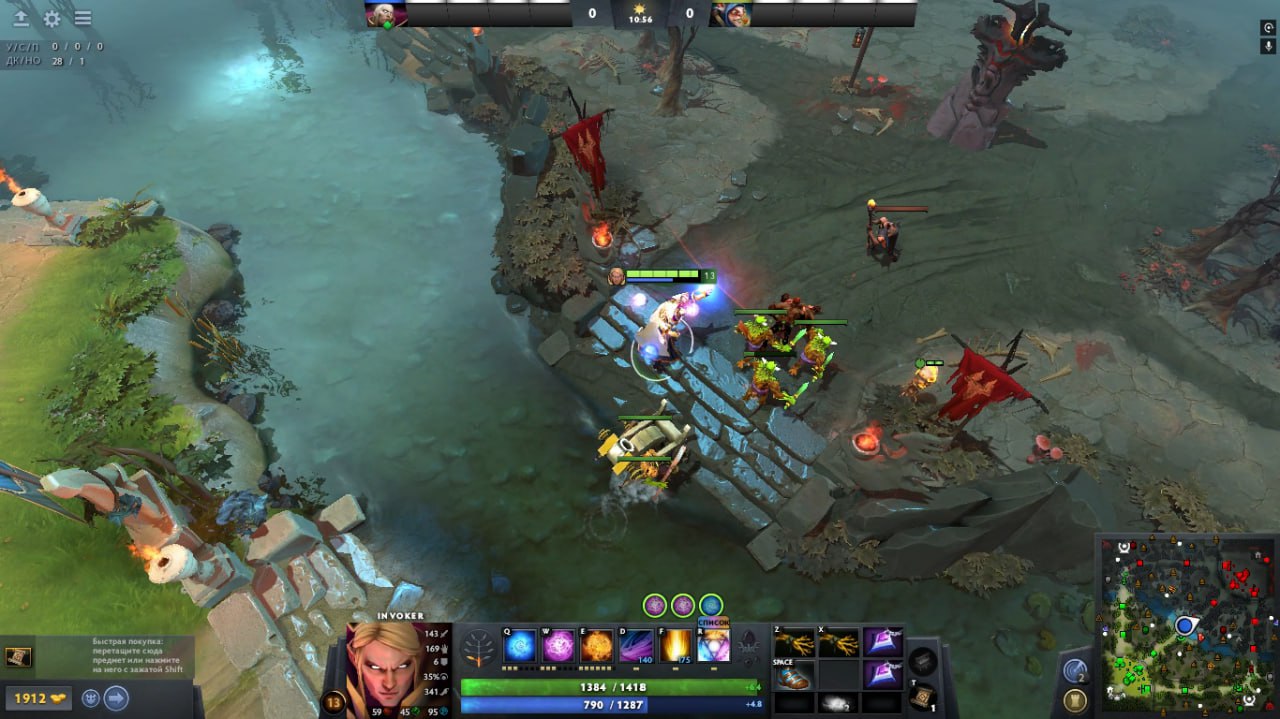 0
10:56
0
У/С/П 0 / 0 / 0
ДК/НО 28 / 1
13
Быстрая покупка:
перетащите сюда
предмет или нажмите
на него с зажатой Shift
1912
INVOKER
143
169
6
35%
341
13
59
45
95
СПИСОК
Q
W
E
D
F
R
140
175
1384 / 1418
+6.4
790 / 1287
+4.8
Z
X
SPACE
2
1
2